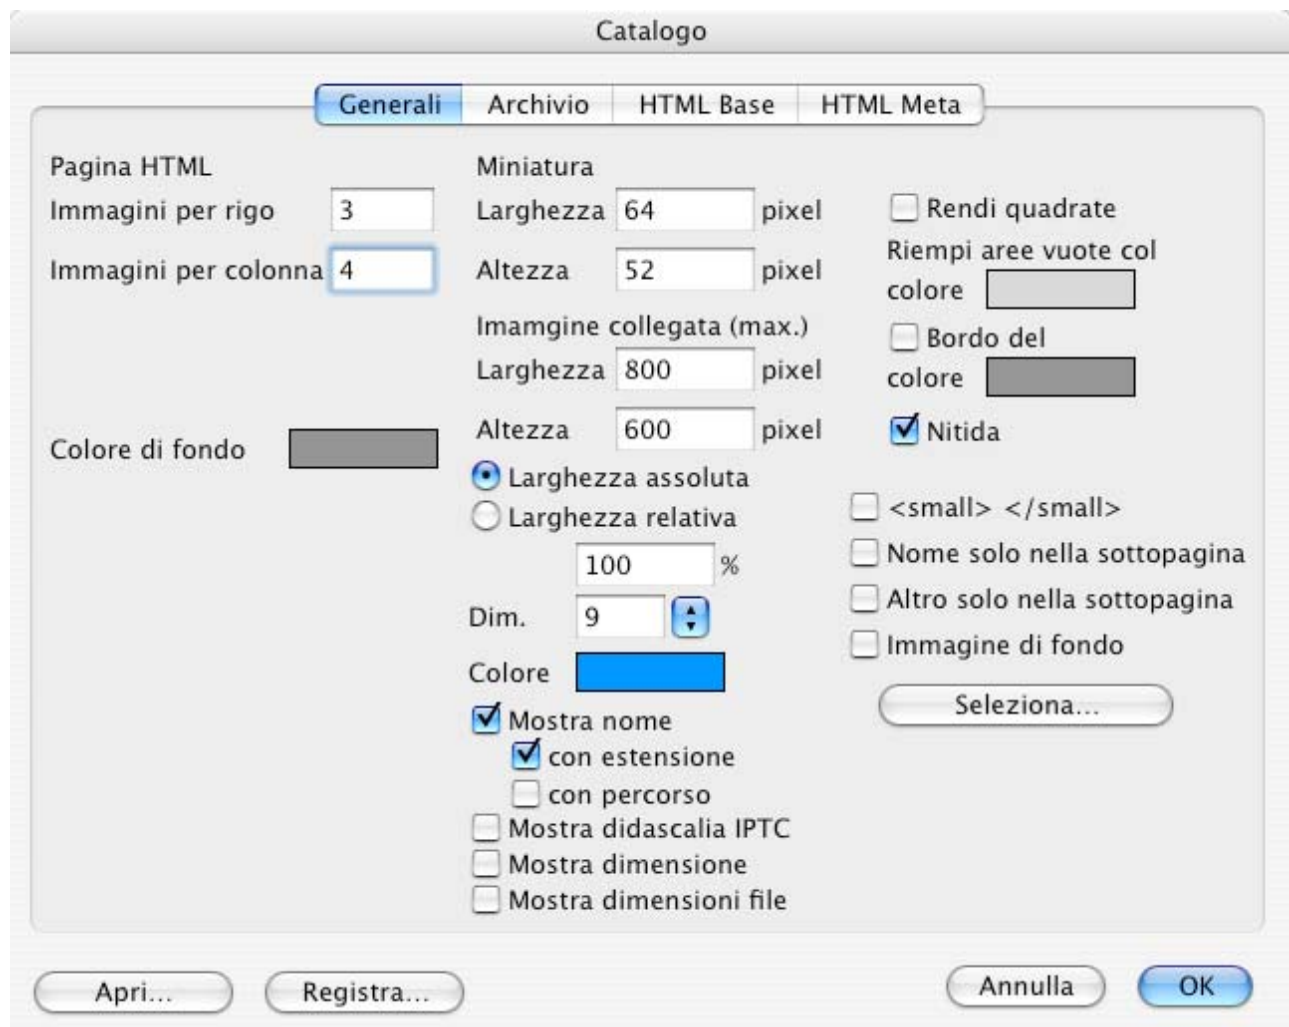 Catalogo
Generali Archivio HTML Base HTML Meta
Pagina HTML
Immagini per rigo 3
Immagini per colonna 4
Colore di fondo
Miniatura
Larghezza 64 pixel
Altezza 52 pixel
Imamgine collegata (max.)
Larghezza 800 pixel
Altezza 600 pixel
Larghezza assoluta
Larghezza relativa
100 %
Dim. 9
Colore
Mostra nome
con estensione
con percorso
Mostra didascalia IPTC
Mostra dimensione
Mostra dimensioni file
Rendi quadrate
Riempi aree vuote col
colore
Bordo del
colore
Nitida
<small> </small>
Nome solo nella sottopagina
Altro solo nella sottopagina
Immagine di fondo
Seleziona...
Apri... Registra... Annulla OK